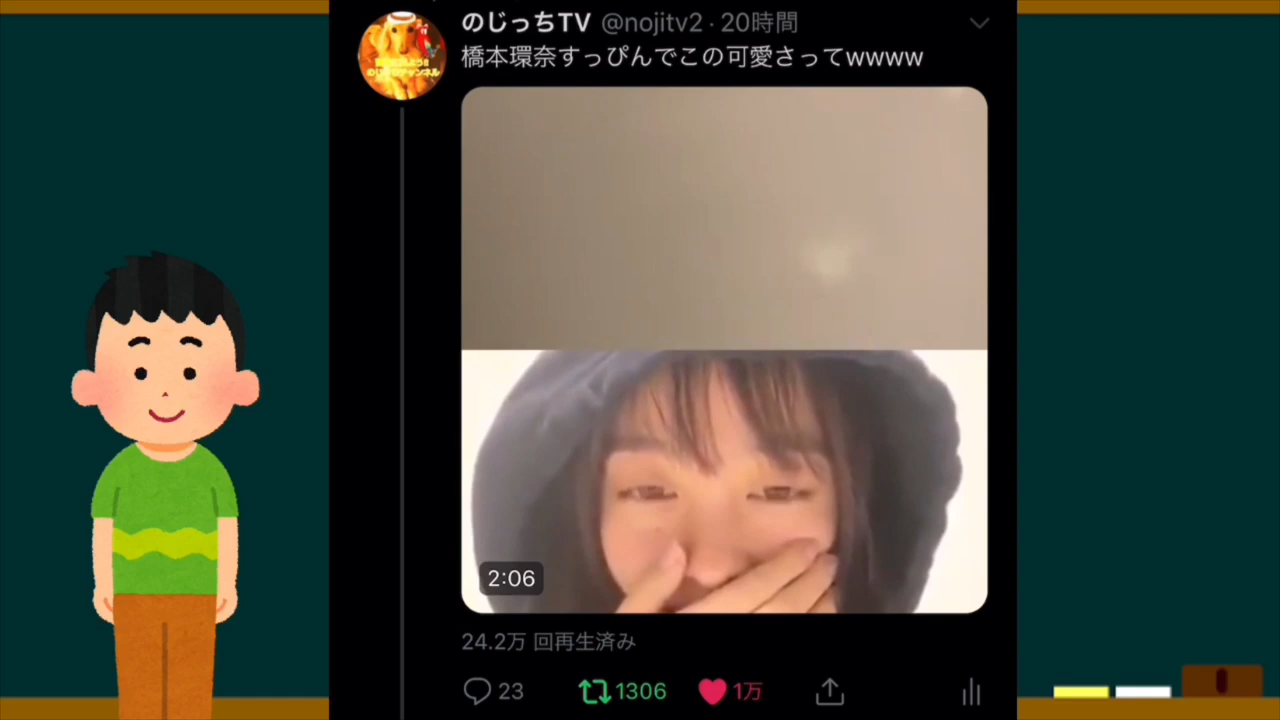 のじっちTV @nojitv2 · 20時間
橋本環奈すっぴんでこの可愛さってwwww
2:06
24.2万 回再生済み
23 1306 1万